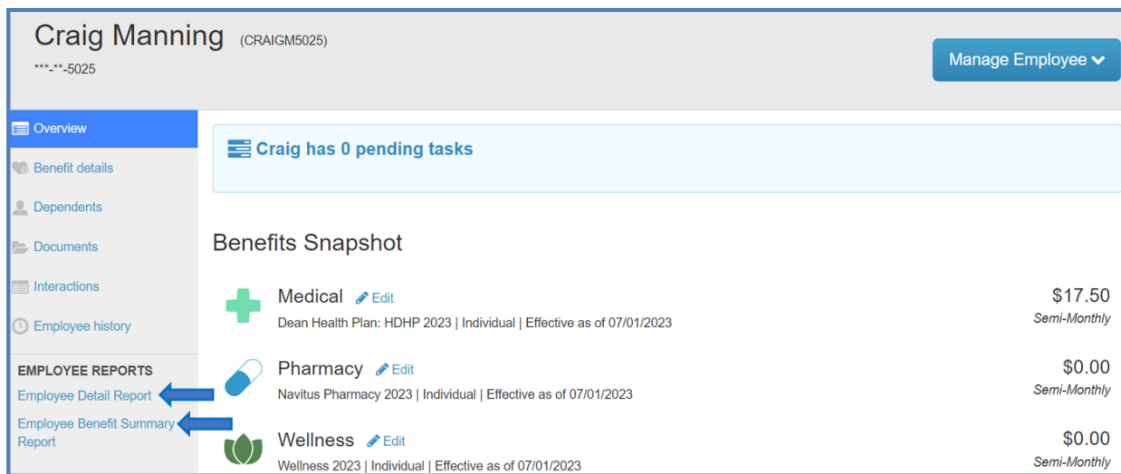 Craig Manning (CRAIGM5025)
***-**-5025
Manage Employee
Overview
Benefit details
Dependents
Documents
Interactions
Employee history
EMPLOYEE REPORTS
Employee Detail Report
Employee Benefit Summary
Report
Craig has 0 pending tasks
Benefits Snapshot
Medical Edit
$17.50
Dean Health Plan: HDHP 2023 | Individual | Effective as of 07/01/2023
Semi-Monthly
Pharmacy Edit
$0.00
Navitus Pharmacy 2023 | Individual | Effective as of 07/01/2023
Semi-Monthly
Wellness Edit
$0.00
Wellness 2023 | Individual | Effective as of 07/01/2023
Semi-Monthly